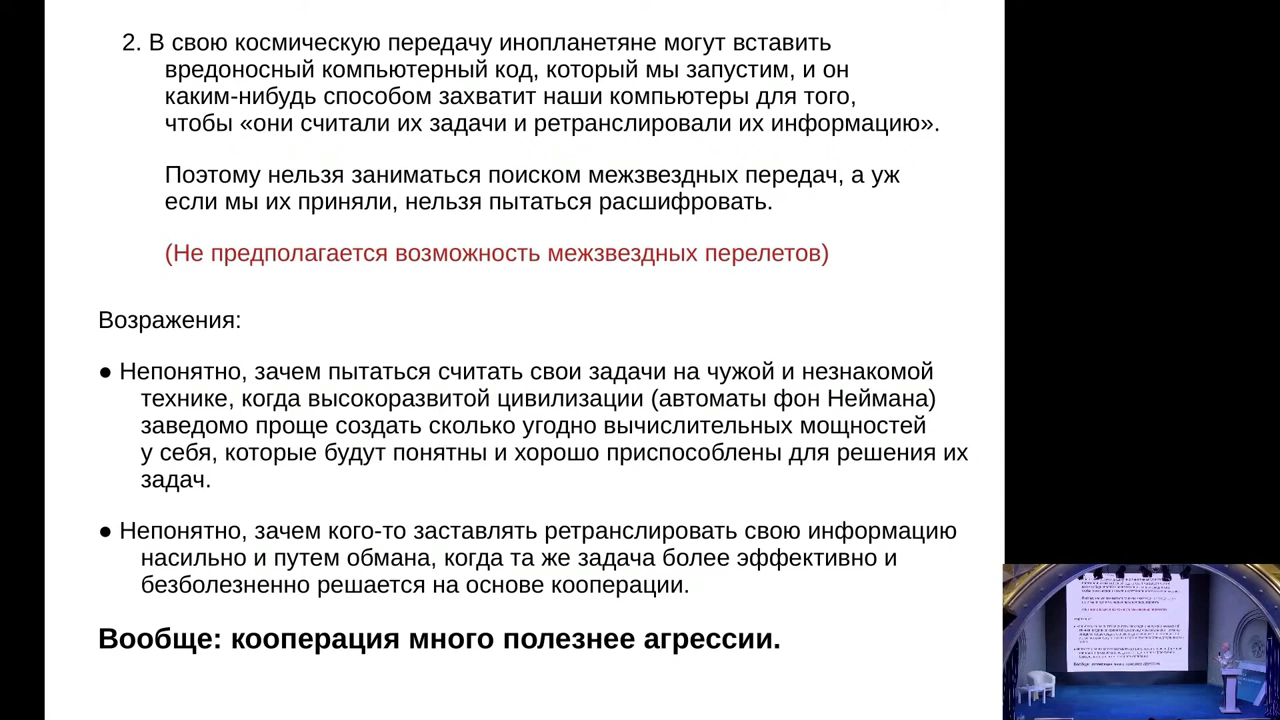 2. В свою космическую передачу инопланетяне могут вставить
вредоносный компьютерный код, который мы запустим, и он
каким-нибудь способом захватит наши компьютеры для того,
чтобы «они считали их задачи и ретранслировали их информацию».
Поэтому нельзя заниматься поиском межзвездных передач, а уж
если мы их приняли, нельзя пытаться расшифровать.
(Не предполагается возможность межзвездных перелетов)
Возражения:
● Непонятно, зачем пытаться считать свои задачи на чужой и незнакомой
технике, когда высокоразвитой цивилизации (автоматы фон Неймана)
заведомо проще создать сколько угодно вычислительных мощностей
у себя, которые будут понятны и хорошо приспособлены для решения их
задач.
● Непонятно, зачем кого-то заставлять ретранслировать свою информацию
насильно и путем обмана, когда та же задача более эффективно и
безболезненно решается на основе кооперации.
Вообще: кооперация много полезнее агрессии.